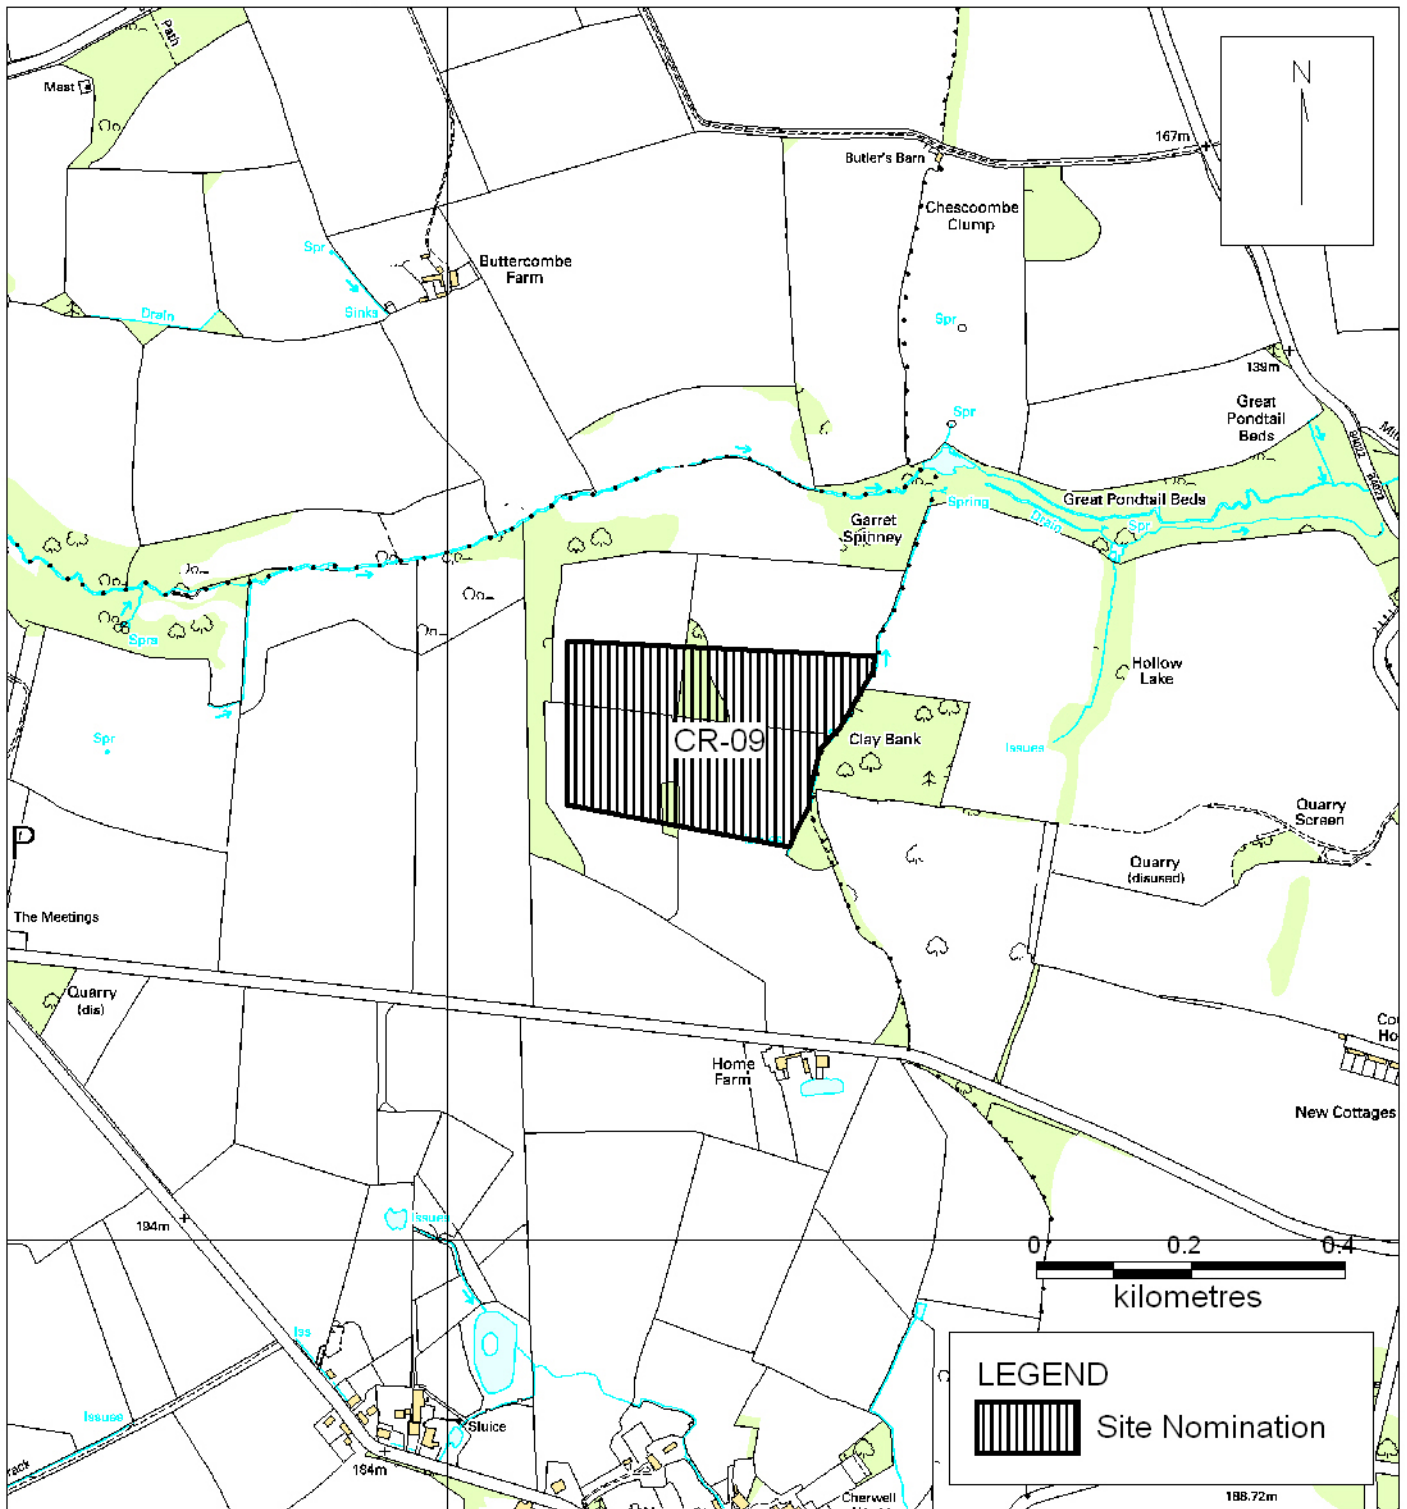 Path
Mast
N
167m
Butler's Barn
Chescoombe
Clump
Spr
Buttercombe
Farm
Drain
Sinks
Spr
139m
Great
Pondtail
Beds
Spr
B4022
B4022
Great Pondtail Beds
Spring
Drain
Spr
Garret
Spinney
Sprs
Hollow
Lake
Spr
CR-09
Clay Bank
Issues
Quarry
Screen
P
Quarry
(disused)
The Meetings
Quarry
(dis)
Home
Farm
New Cottages
194m
Issues
0 0.2 0.4
kilometres
Iss
LEGEND
Site Nomination
Issues
Sluice
184m
Cherwell
188.72m